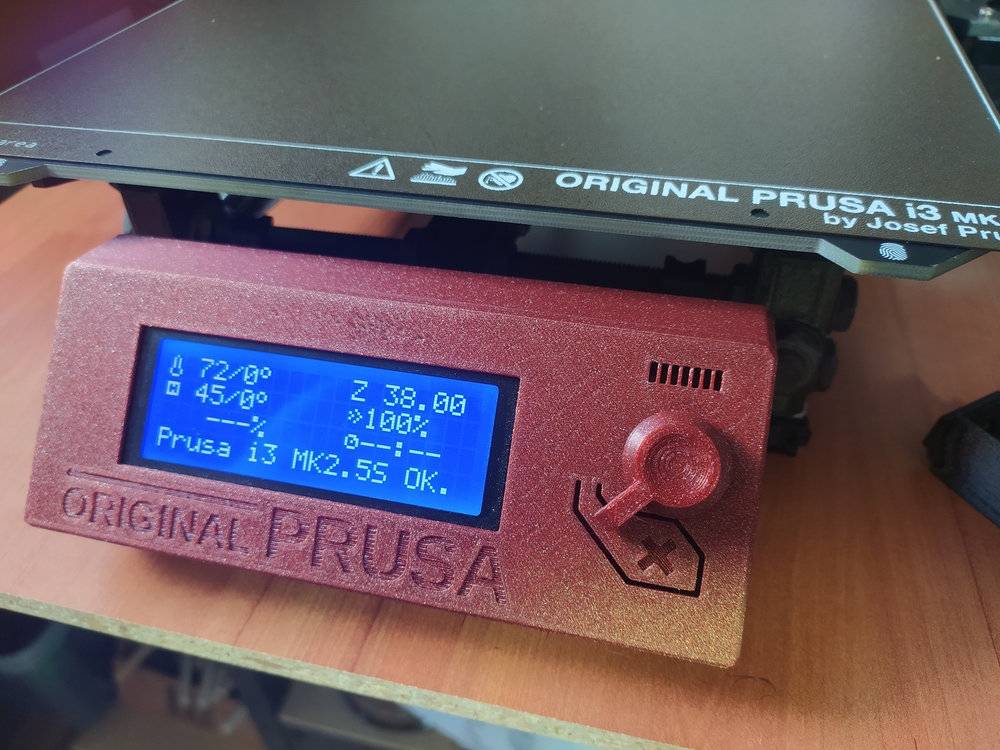 ORIGINAL PRUSA i3 MK
by Josef Pru
72/0° Z 38.00
45/0° »100%
---% --:--
Prusa i3 MK2.5S OK.
ORIGINAL PRUSA